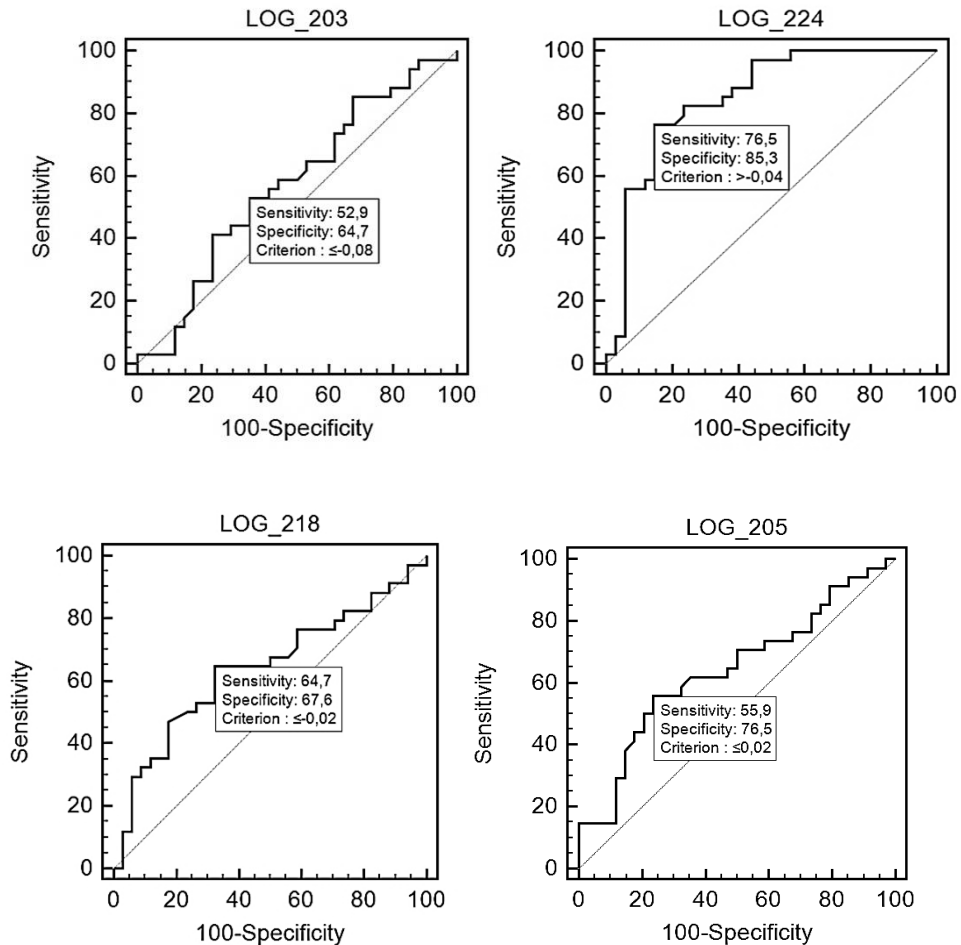 LOG_203
100
80
60
40
20
0
Sensitivity
Sensitivity: 52,9
Specificity: 64,7
Criterion : ≤-0,08
0 20 40 60 80 100
100-Specificity
LOG_224
100
80
60
40
20
0
Sensitivity
Sensitivity: 76,5
Specificity: 85,3
Criterion : >-0,04
0 20 40 60 80 100
100-Specificity
LOG_218
100
80
60
40
20
0
Sensitivity
Sensitivity: 64,7
Specificity: 67,6
Criterion : ≤-0,02
0 20 40 60 80 100
100-Specificity
LOG_205
100
80
60
40
20
0
Sensitivity
Sensitivity: 55,9
Specificity: 76,5
Criterion : ≤0,02
0 20 40 60 80 100
100-Specificity